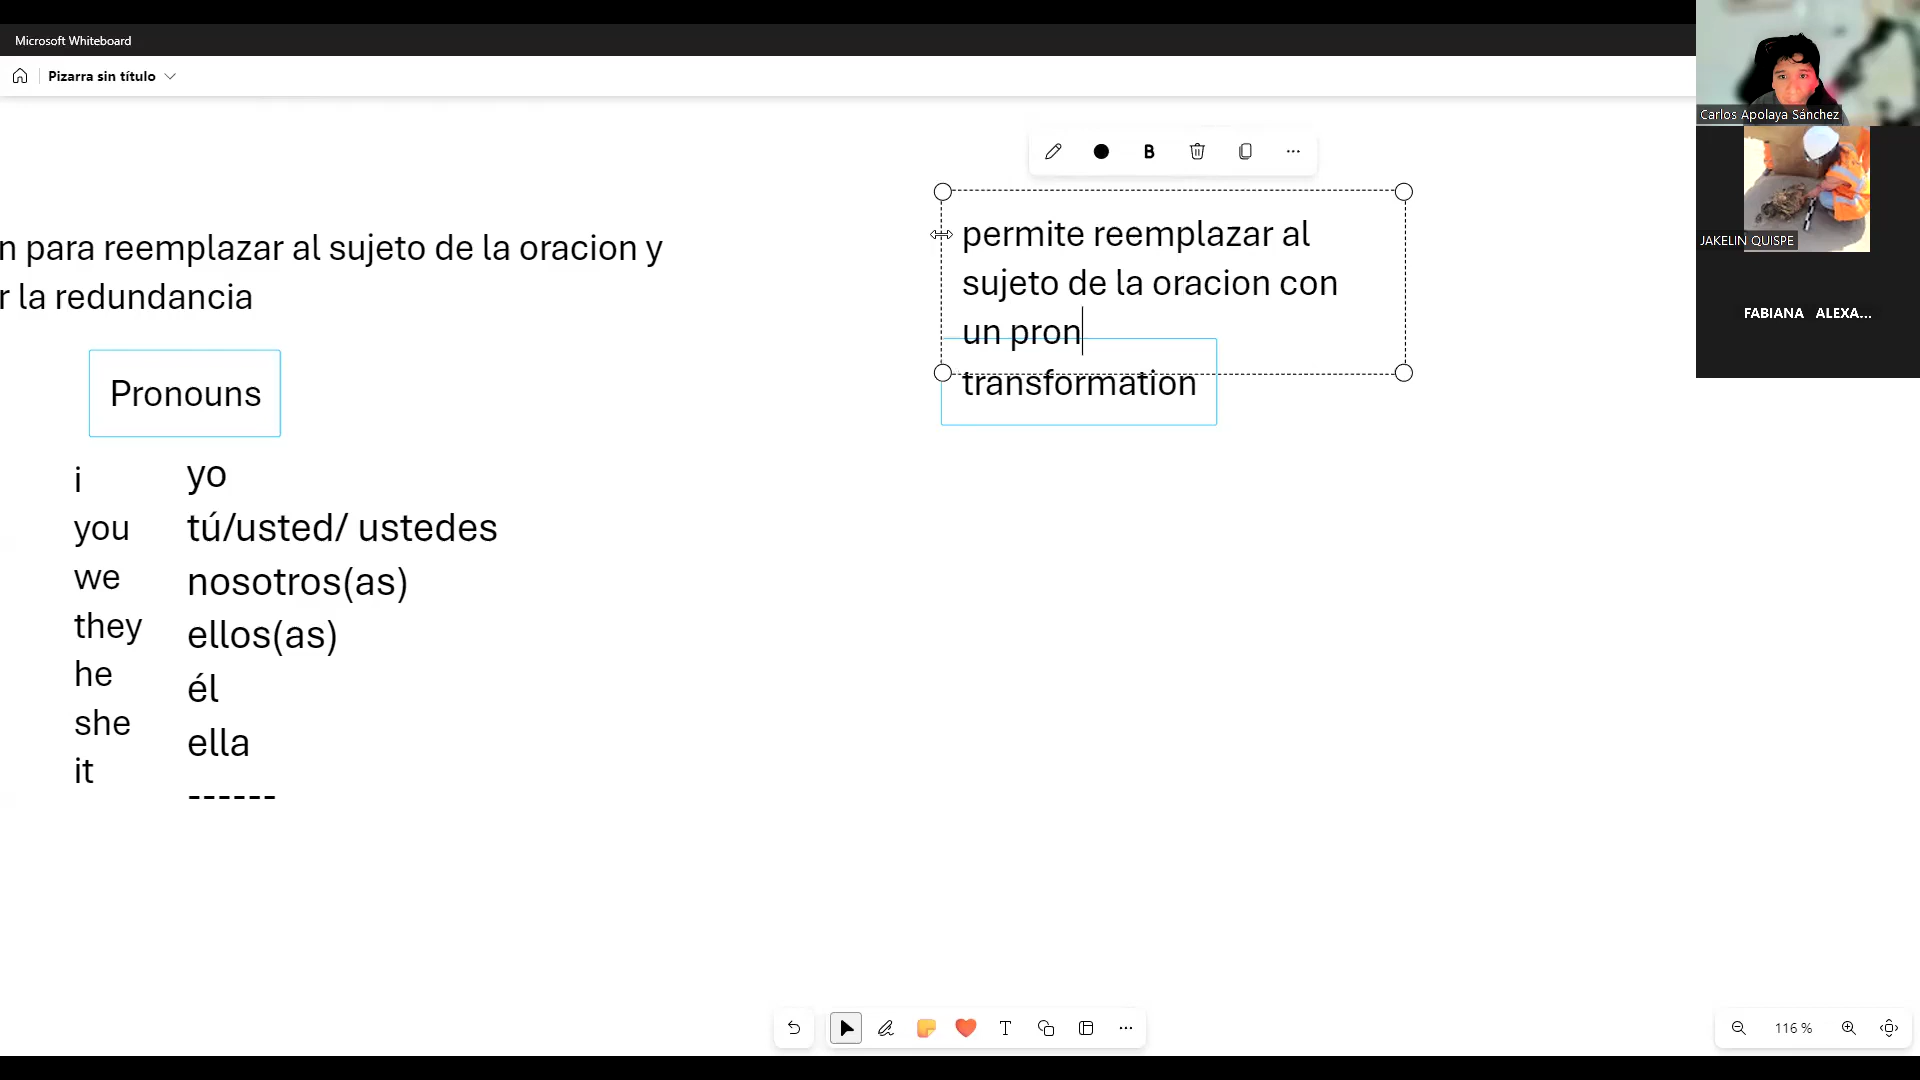 Microsoft Whiteboard
Pizarra sin título
n para reemplazar al sujeto de la oracion y
r la redundancia
Pronouns
i
you
we
they
he
she
it
yo
tú/usted/ ustedes
nosotros(as)
ellos(as)
él
ella
------
B
permite reemplazar al
sujeto de la oracion con
un pron
transformation
Carlos Apolaya Sánchez
JAKELIN QUISPE
FABIANA ALEXA...
116 %